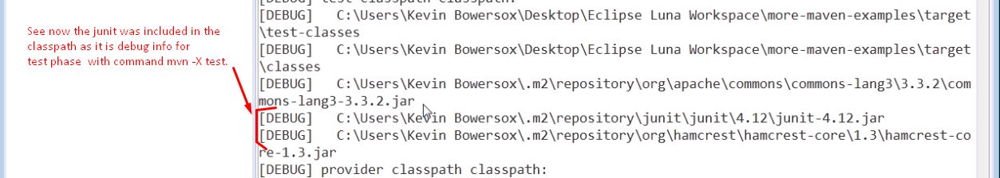 [DEBUG] test classpath classpath:
[DEBUG]   C:\Users\Kevin Bowersox\Desktop\Eclipse Luna Workspace\more-maven-examples\target
\test-classes
[DEBUG]   C:\Users\Kevin Bowersox\Desktop\Eclipse Luna Workspace\more-maven-examples\target
\classes
[DEBUG]   C:\Users\Kevin Bowersox\.m2\repository\org\apache\commons\commons-lang3\3.3.2\com
mons-lang3-3.3.2.jar
[DEBUG]   C:\Users\Kevin Bowersox\.m2\repository\junit\junit\4.12\junit-4.12.jar
[DEBUG]   C:\Users\Kevin Bowersox\.m2\repository\org\hamcrest\hamcrest-core\1.3\hamcrest-co
re-1.3.jar
[DEBUG] provider classpath classpath:
See now the junit was included in the
classpath as it is debug info for
test phase  with command mvn -X test.